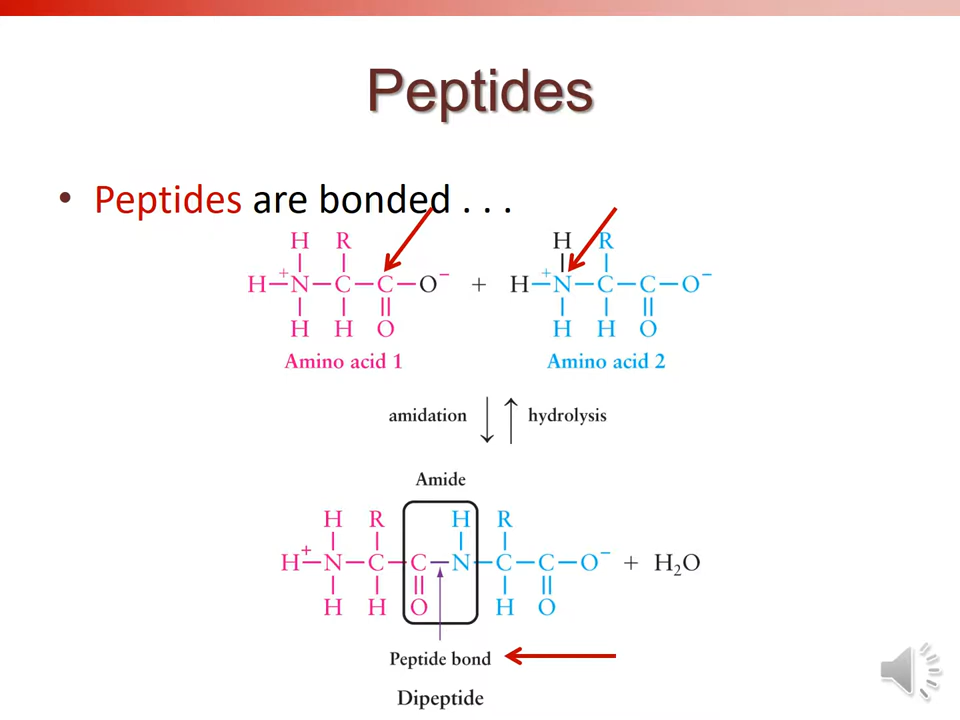 Peptides
• Peptides are bonded . . .
H R H R
H—⁺N—C—C—O⁻ + H—⁺N—C—C—O⁻
H H O H H O
Amino acid 1 Amino acid 2
amidation hydrolysis
Amide
H R H R
H⁺—N—C—C—N—C—C—O⁻ + H₂O
H H O H O
Peptide bond
Dipeptide